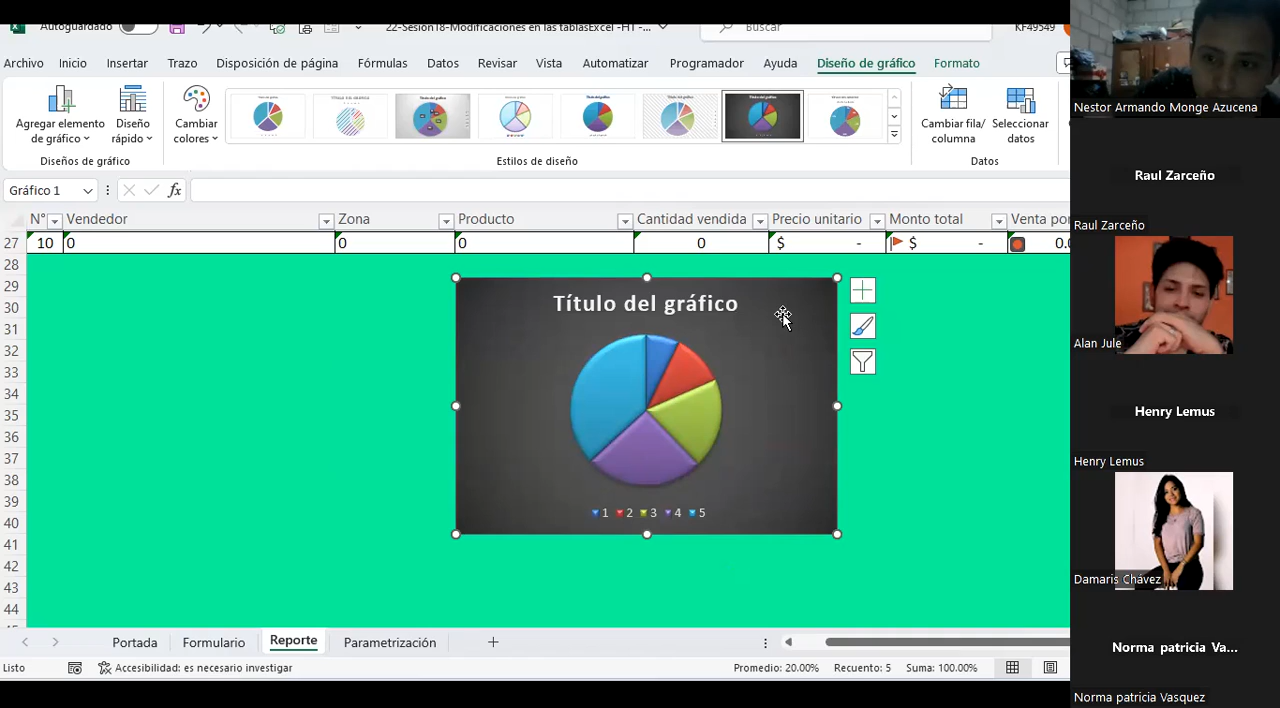 Autoguardado
22-Sesion18-Modificaciones en las tablasExcel -HT -...
Buscar
KF49549
Archivo Inicio Insertar Trazo Disposición de página Fórmulas Datos Revisar Vista Automatizar Programador Ayuda Diseño de gráfico Formato
Agregar elemento de gráfico
Diseño rápido
Cambiar colores
Cambiar fila/columna
Seleccionar datos
Diseños de gráfico
Estilos de diseño
Datos
Gráfico 1
fx
N° Vendedor Zona Producto Cantidad vendida Precio unitario Monto total Venta por
27 10 0 0 0 0 $ - $ - 0.0
28
29
30
31
32
33
34
35
36
37
38
39
40
41
42
43
44
Título del gráfico
1 2 3 4 5
Portada Formulario Reporte Parametrización +
Listo
Accesibilidad: es necesario investigar
Promedio: 20.00% Recuento: 5 Suma: 100.00%
Nestor Armando Monge Azucena
Raul Zarceño
Raul Zarceño
Alan Jule
Henry Lemus
Henry Lemus
Damaris Chávez
Norma patricia Va...
Norma patricia Vasquez